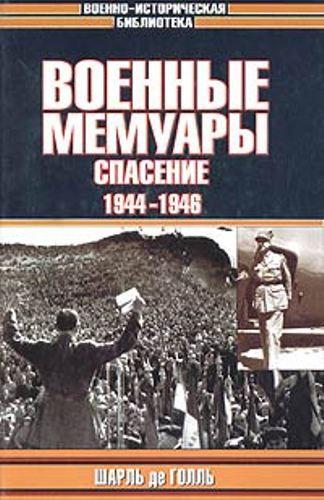 ВОЕННО-ИСТОРИЧЕСКАЯ
БИБЛИОТЕКА
ВОЕННЫЕ
МЕМУАРЫ
СПАСЕНИЕ
1944-1946
ШАРЛЬ де ГОЛЛЬ